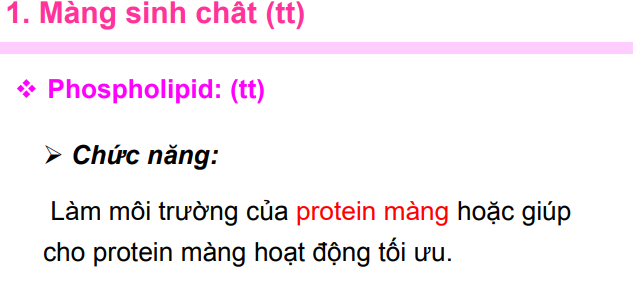 1. Màng sinh chất (tt)
❖ Phospholipid: (tt)
➢ Chức năng:
Làm môi trường của protein màng hoặc giúp
cho protein màng hoạt động tối ưu.